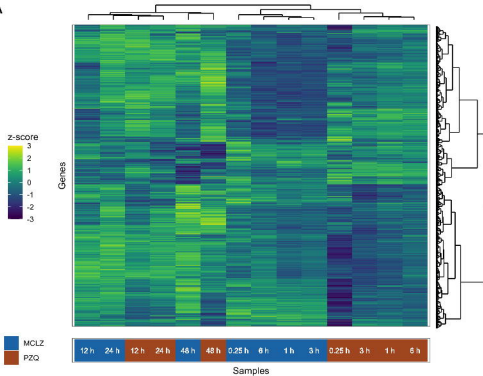 A
z-score
3
2
1
0
-1
-2
-3
Genes
MCLZ
PZQ
12 h 24 h 12 h 24 h 48 h 48 h 0.25 h 6 h 1 h 3 h 0.25 h 3 h 1 h 6 h
Samples